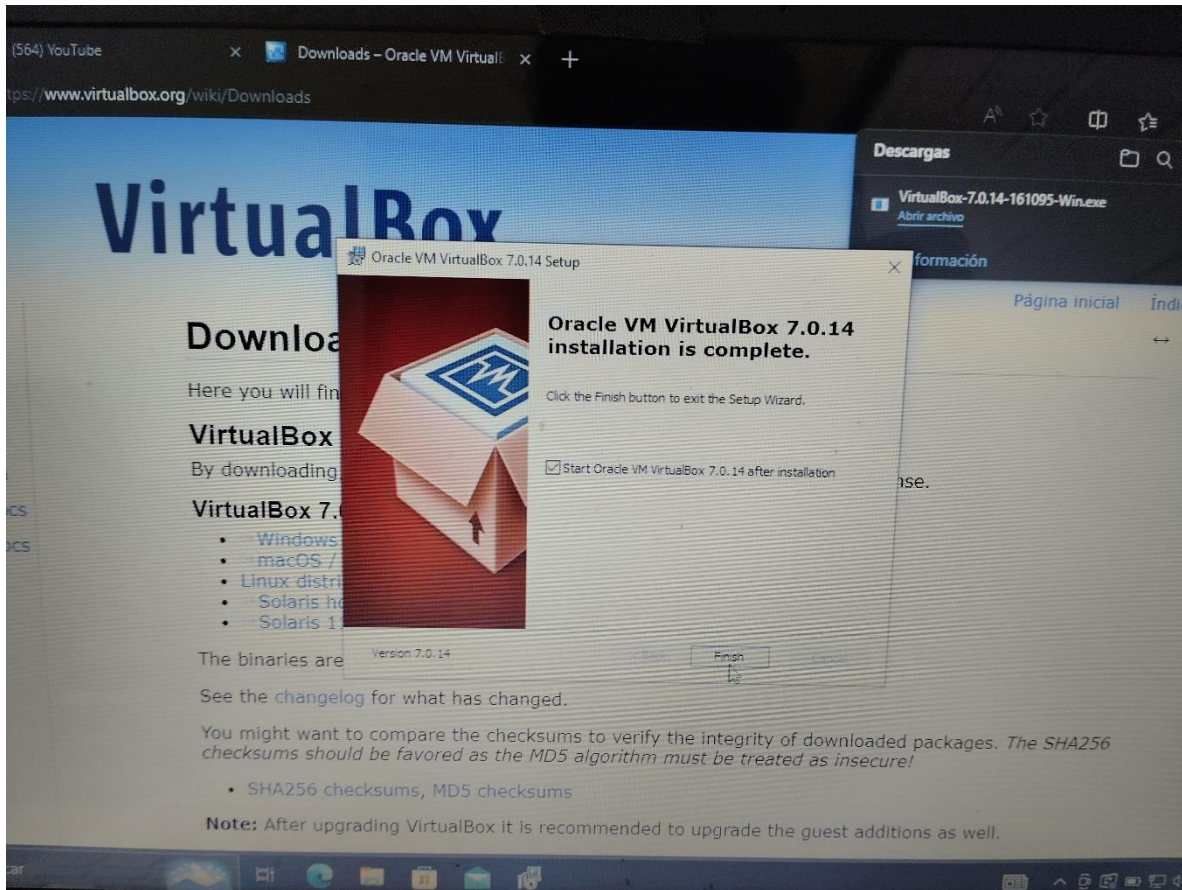 (564) YouTube
Downloads – Oracle VM Virtual
tps://www.virtualbox.org/wiki/Downloads
Descargas
VirtualBox-7.0.14-161095-Win.exe
Abrir archivo
formación
VirtualBox
Página inicial
Oracle VM VirtualBox 7.0.14 Setup
Oracle VM VirtualBox 7.0.14
installation is complete.
Click the Finish button to exit the Setup Wizard.
Start Oracle VM VirtualBox 7.0.14 after installation
Version 7.0.14
Finish
Here you will fin
VirtualBox
By downloading
VirtualBox 7.
Windows
macOS /
Linux distri
Solaris
Solaris 1
The binaries are
See the changelog for what has changed.
You might want to compare the checksums to verify the integrity of downloaded packages. The SHA256
checksums should be favored as the MD5 algorithm must be treated as insecure!
SHA256 checksums, MD5 checksums
Note: After upgrading VirtualBox it is recommended to upgrade the guest additions as well.